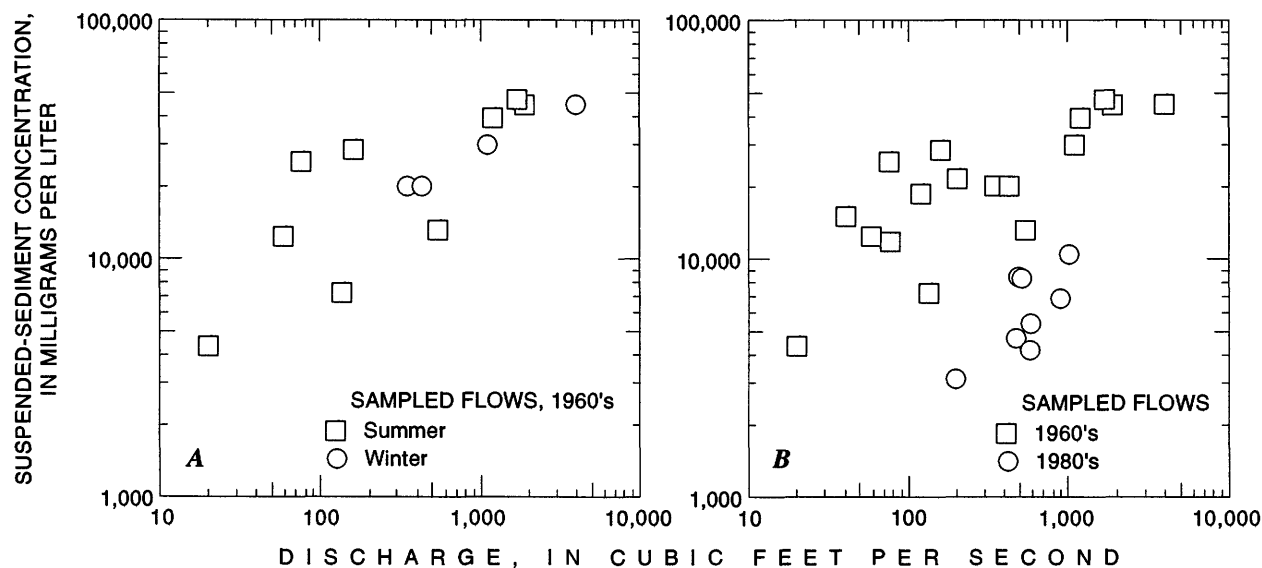 SUSPENDED-SEDIMENT CONCENTRATION,
IN MILLIGRAMS PER LITER
100,000
10,000
1,000
10
100
1,000
10,000
SAMPLED FLOWS, 1960's
Summer
Winter
A
100,000
10,000
1,000
10
100
1,000
10,000
SAMPLED FLOWS
1960's
1980's
B
DISCHARGE, IN CUBIC FEET PER SECOND